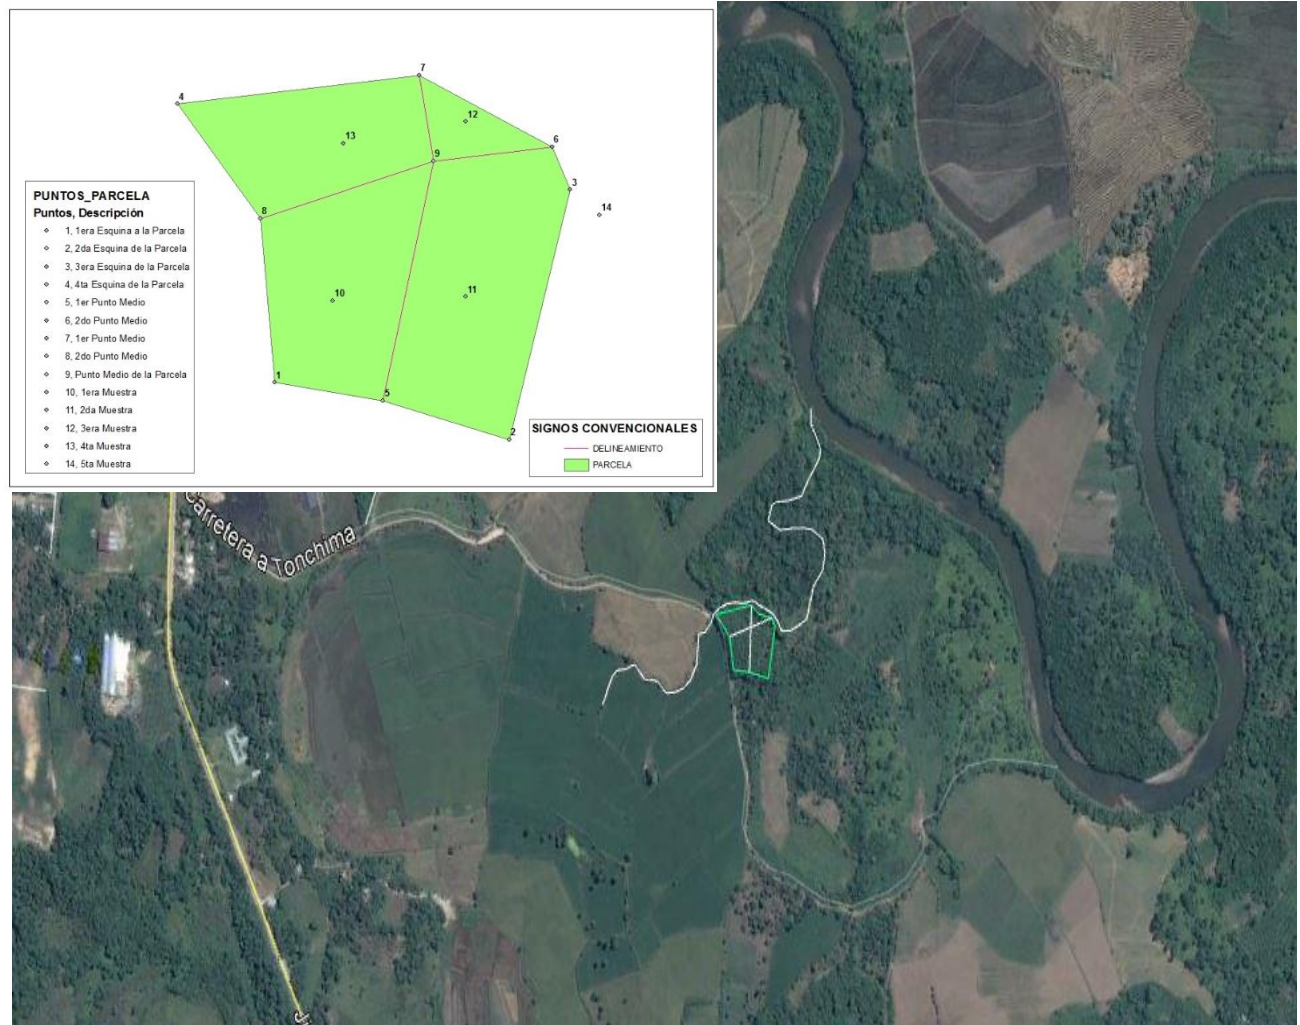 7
4
12
13
6
9
3
14
8
10
11
1
5
2
PUNTOS_PARCELA
Puntos, Descripción
1, 1era Esquina a la Parcela
2, 2da Esquina de la Parcela
3, 3era Esquina de la Parcela
4, 4ta Esquina de la Parcela
5, 1er Punto Medio
6, 2do Punto Medio
7, 1er Punto Medio
8, 2do Punto Medio
9, Punto Medio de la Parcela
10, 1era Muestra
11, 2da Muestra
12, 3era Muestra
13, 4ta Muestra
14, 5ta Muestra
SIGNOS CONVENCIONALES
DELINEAMIENTO
PARCELA
Carretera a Tonchima